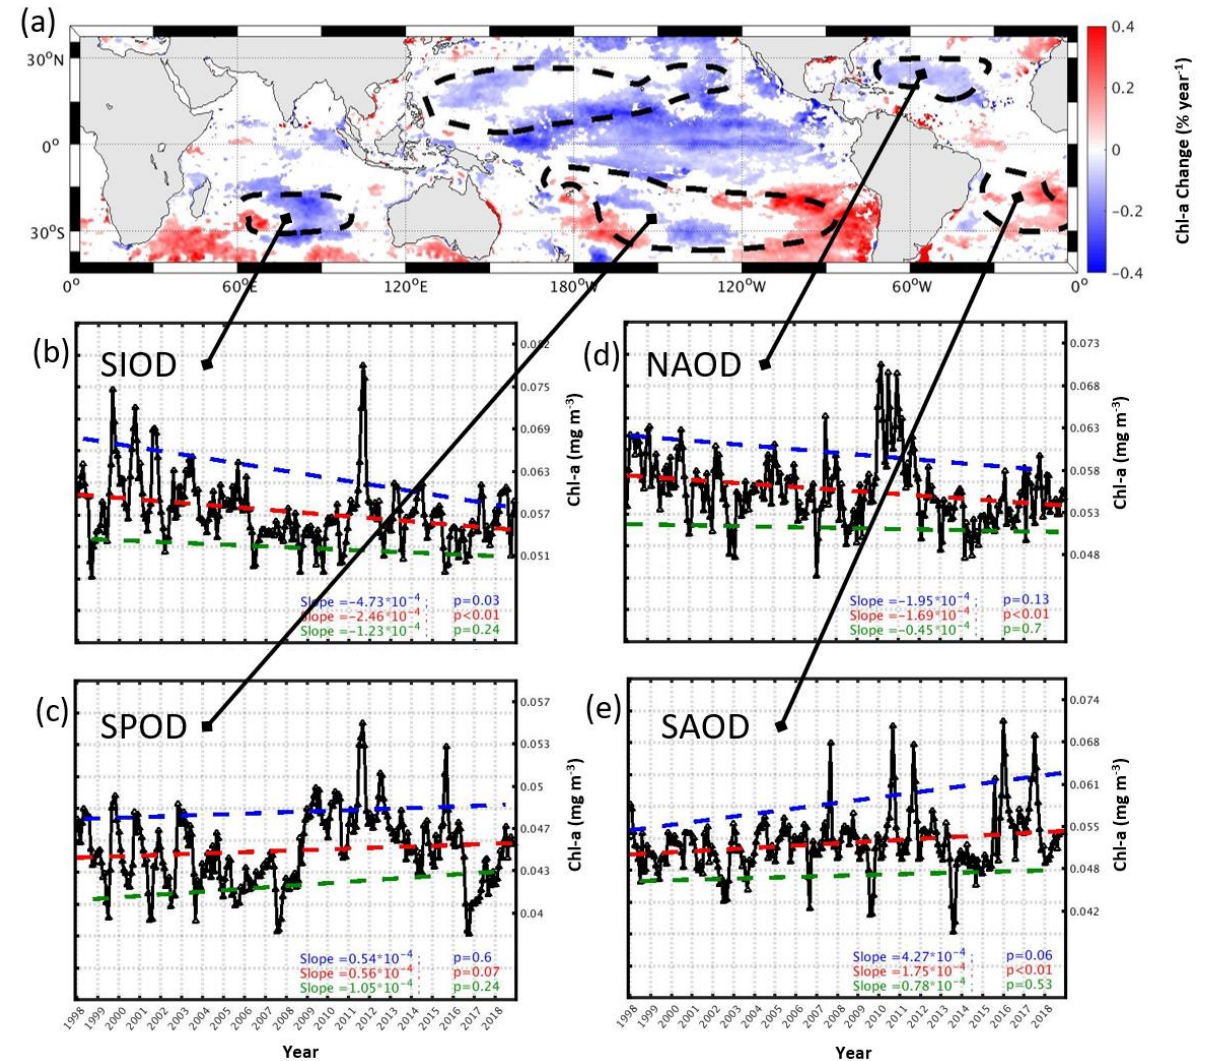 (a)
30°N
0°
30°S
0°
60°E
120°E
180°W
120°W
60°W
0°
0.4
0.2
0
−0.2
−0.4
Chl-a Change (% year⁻¹)
(b)
SIOD
0.082
0.075
0.069
0.063
0.057
0.051
Chl-a (mg m⁻³)
Slope =−4.73*10⁻⁴ ; p=0.03
Slope =−2.46*10⁻⁴ ; p<0.01
Slope =−1.23*10⁻⁴ ; p=0.24
(d)
NAOD
0.073
0.068
0.063
0.058
0.053
0.048
Chl-a (mg m⁻³)
Slope =−1.95*10⁻⁴ ; p=0.13
Slope =−1.69*10⁻⁴ ; p<0.01
Slope =−0.45*10⁻⁴ ; p=0.7
(c)
SPOD
0.057
0.053
0.05
0.047
0.043
0.04
Chl-a (mg m⁻³)
Slope =0.54*10⁻⁴ ; p=0.6
Slope =0.56*10⁻⁴ ; p=0.07
Slope =1.05*10⁻⁴ ; p=0.24
1998 1999 2000 2001 2002 2003 2004 2005 2006 2007 2008 2009 2010 2011 2012 2013 2014 2015 2016 2017 2018
Year
(e)
SAOD
0.074
0.068
0.061
0.055
0.048
0.042
Chl-a (mg m⁻³)
Slope =4.27*10⁻⁴ ; p=0.06
Slope =1.75*10⁻⁴ ; p<0.01
Slope =0.78*10⁻⁴ ; p=0.53
1998 1999 2000 2001 2002 2003 2004 2005 2006 2007 2008 2009 2010 2011 2012 2013 2014 2015 2016 2017 2018
Year